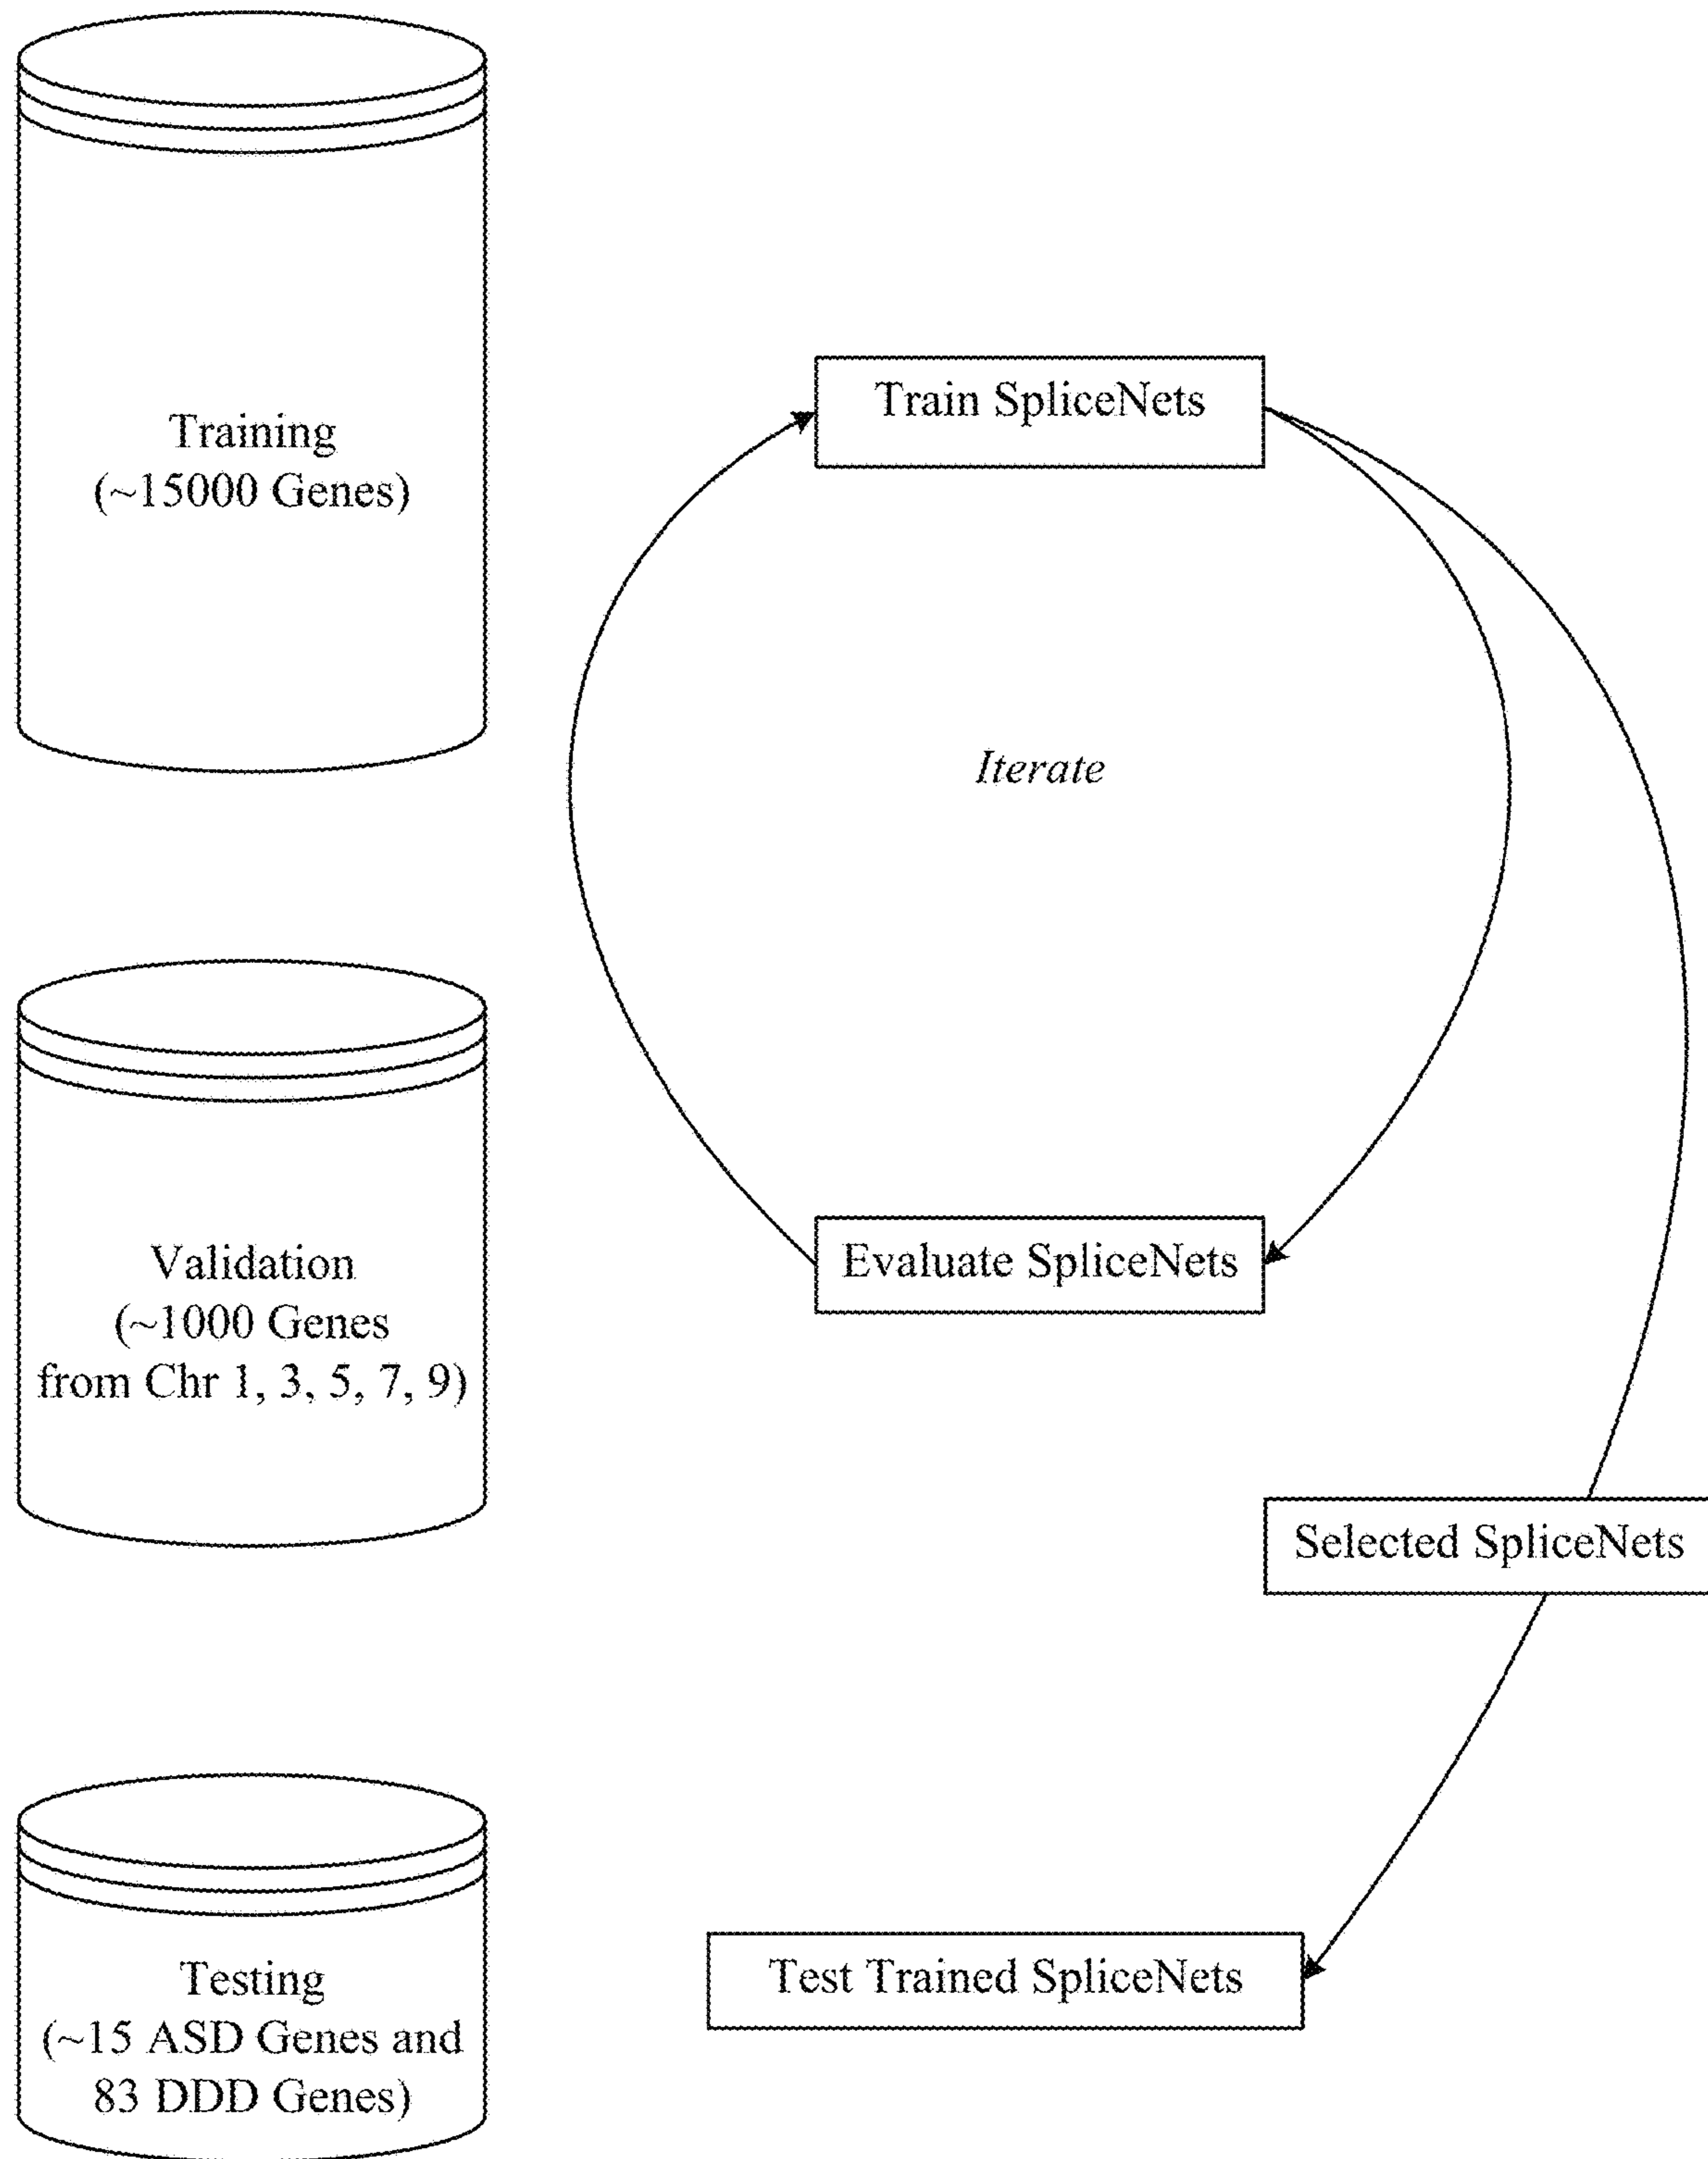 Training
(~15000 Genes)
Train SpliceNets
Iterate
Validation
(~1000 Genes
from Chr 1, 3, 5, 7, 9)
Evaluate SpliceNets
Selected SpliceNets
Testing
(~15 ASD Genes and
83 DDD Genes)
Test Trained SpliceNets